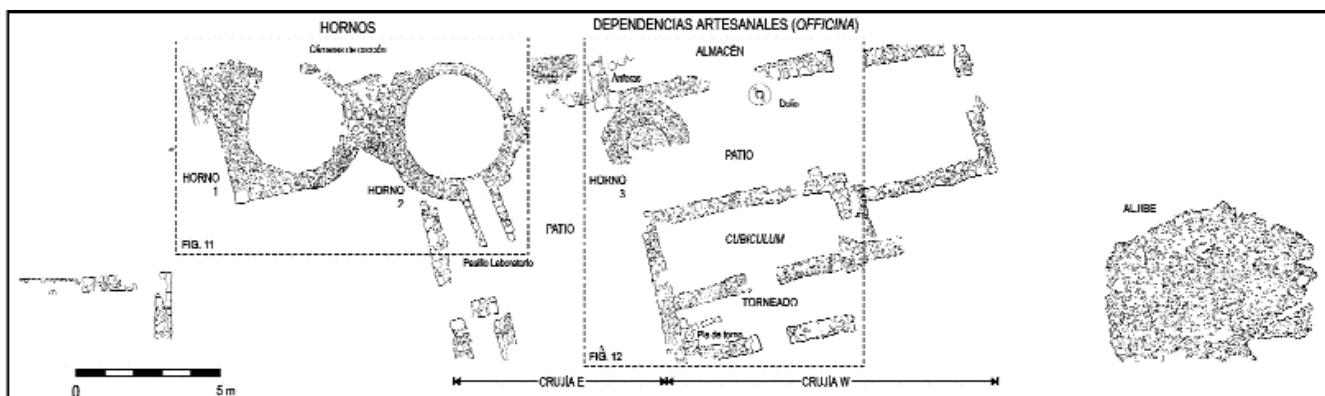 HORNOS
DEPENDENCIAS ARTESANALES (OFFICINA)
Cámaras de cocción
ALMACÉN
Ánforas
Dolio
PATIO
HORNO
1
HORNO
2
HORNO
3
PATIO
CUBICULUM
ALJIBE
FIG. 11
Pasillo Laboratorio
TORNEADO
Pie de torno
FIG. 12
0
5 m
CRUJÍA E
CRUJÍA W